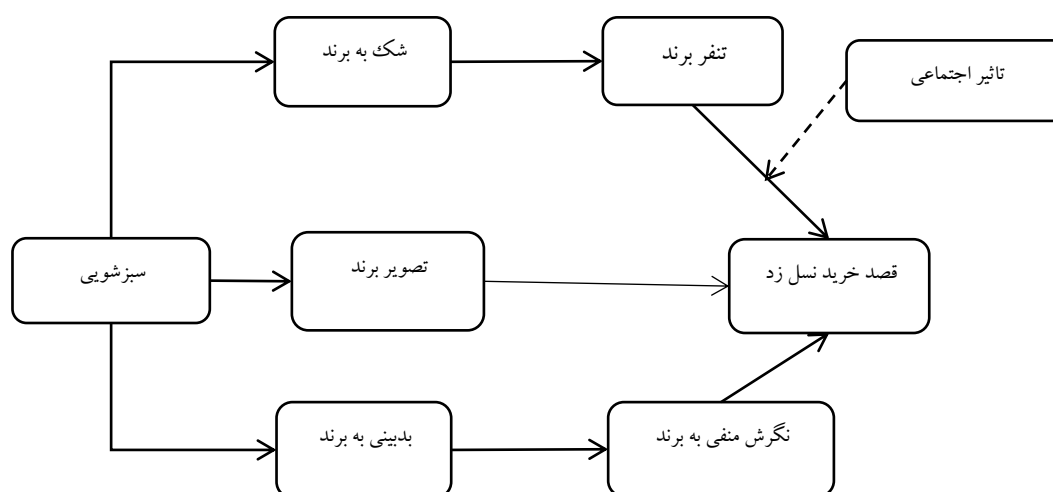 شک به برند
تنفر برند
تاثیر اجتماعی
سبزشویی
تصویر برند
قصد خرید نسل زد
بدبینی به برند
نگرش منفی به برند